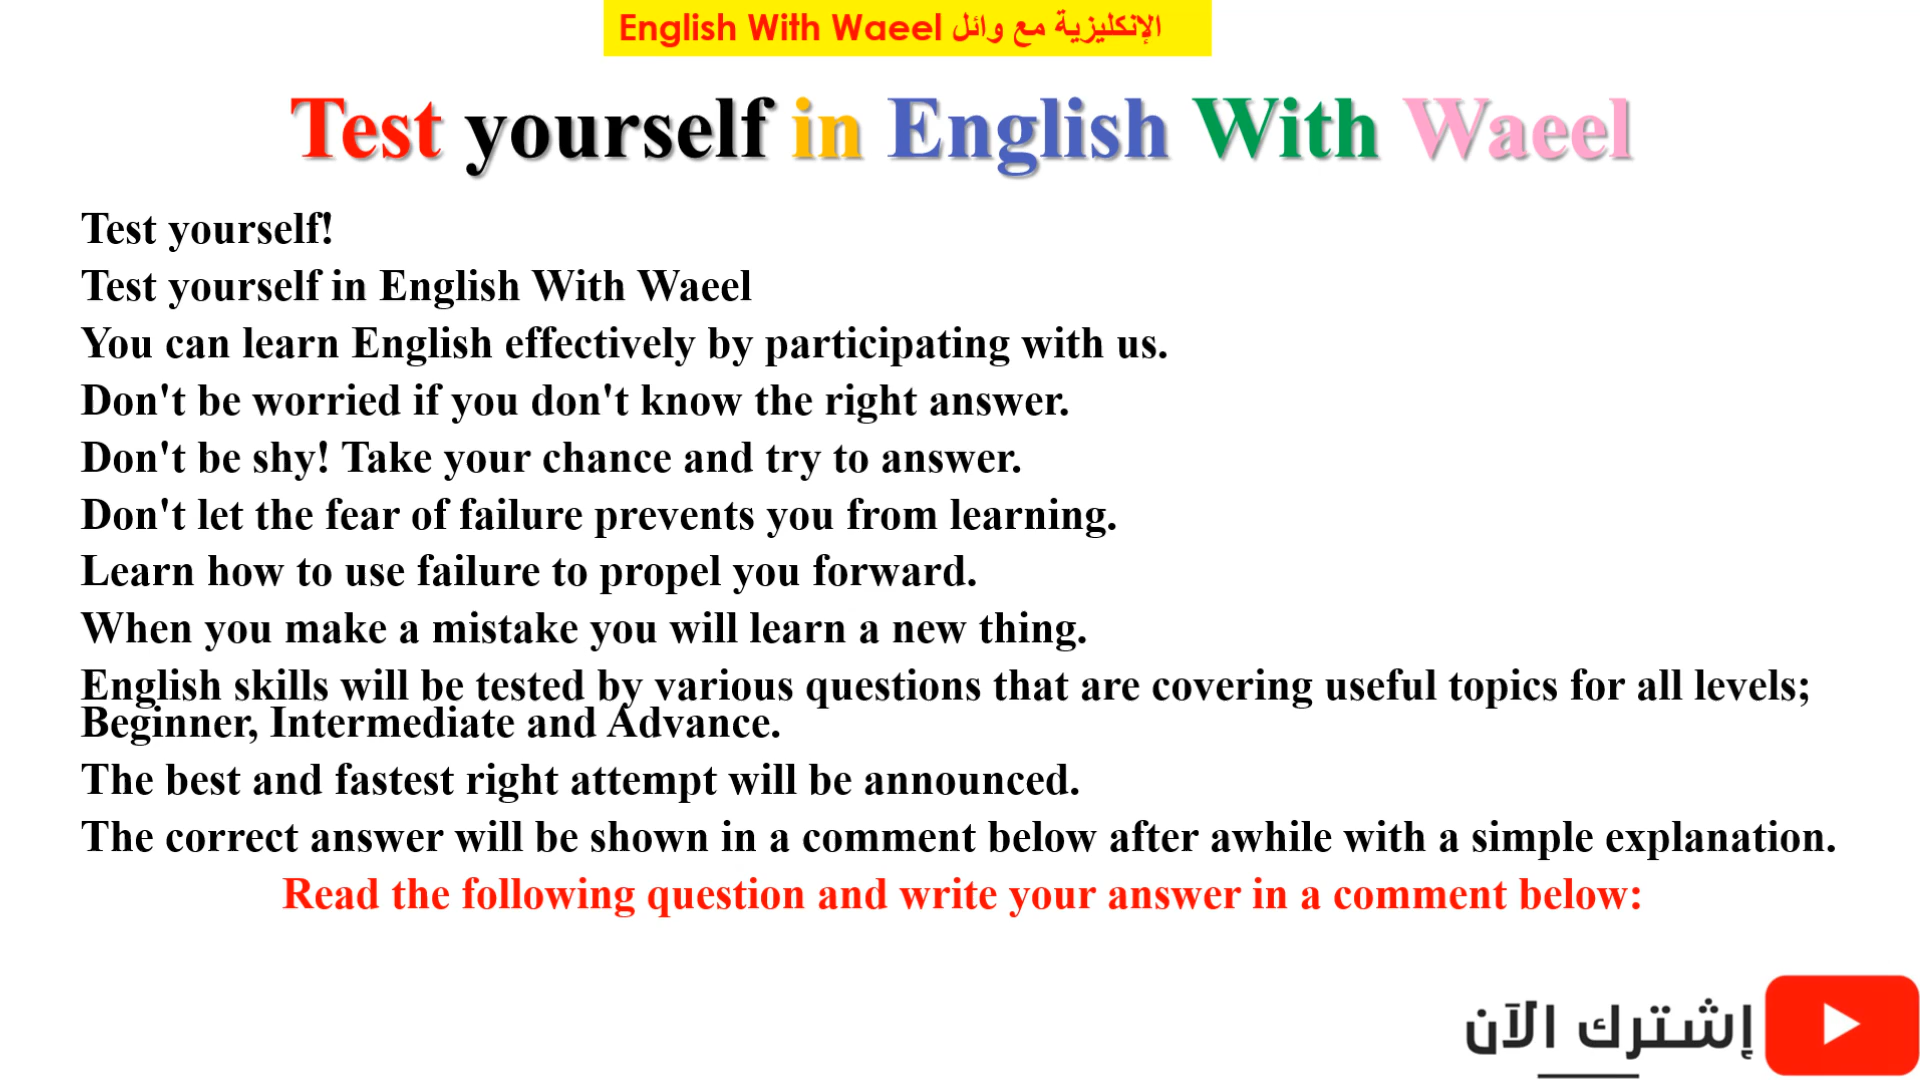 English With Waeel الإنكليزية مع وائل
Test yourself in English With Waeel
Test yourself!
Test yourself in English With Waeel
You can learn English effectively by participating with us.
Don't be worried if you don't know the right answer.
Don't be shy! Take your chance and try to answer.
Don't let the fear of failure prevents you from learning.
Learn how to use failure to propel you forward.
When you make a mistake you will learn a new thing.
English skills will be tested by various questions that are covering useful topics for all levels;
Beginner, Intermediate and Advance.
The best and fastest right attempt will be announced.
The correct answer will be shown in a comment below after awhile with a simple explanation.
Read the following question and write your answer in a comment below:
إشترك الآن